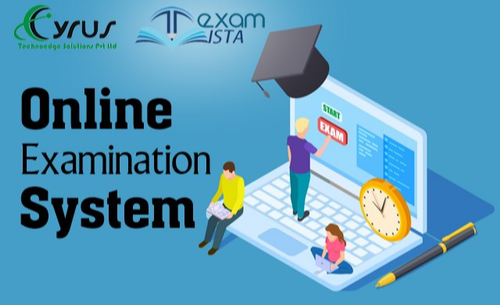 Cyrus
Technoedge Solutions Pvt Ltd
exam
ISTA
Online
Examination
System
START
EXAM